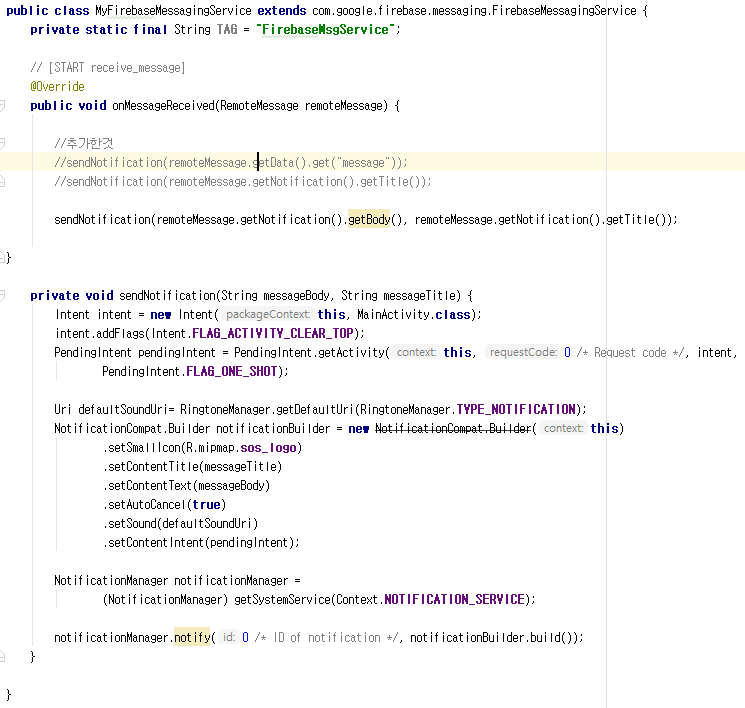 public class MyFirebaseMessagingService extends com.google.firebase.messaging.FirebaseMessagingService {
    private static final String TAG = "FirebaseMsgService";

    // [START receive_message]
    @Override
    public void onMessageReceived(RemoteMessage remoteMessage) {

        //추가한것
        //sendNotification(remoteMessage.getData().get("message"));
        //sendNotification(remoteMessage.getNotification().getTitle());

        sendNotification(remoteMessage.getNotification().getBody(), remoteMessage.getNotification().getTitle());

}

    private void sendNotification(String messageBody, String messageTitle) {
        Intent intent = new Intent( packageContext: this, MainActivity.class);
        intent.addFlags(Intent.FLAG_ACTIVITY_CLEAR_TOP);
        PendingIntent pendingIntent = PendingIntent.getActivity( context: this, requestCode: 0 /* Request code */, intent,
                PendingIntent.FLAG_ONE_SHOT);

        Uri defaultSoundUri= RingtoneManager.getDefaultUri(RingtoneManager.TYPE_NOTIFICATION);
        NotificationCompat.Builder notificationBuilder = new NotificationCompat.Builder( context: this)
                .setSmallIcon(R.mipmap.sos_logo)
                .setContentTitle(messageTitle)
                .setContentText(messageBody)
                .setAutoCancel(true)
                .setSound(defaultSoundUri)
                .setContentIntent(pendingIntent);

        NotificationManager notificationManager =
                (NotificationManager) getSystemService(Context.NOTIFICATION_SERVICE);

        notificationManager.notify( id: 0 /* ID of notification */, notificationBuilder.build());
    }

}